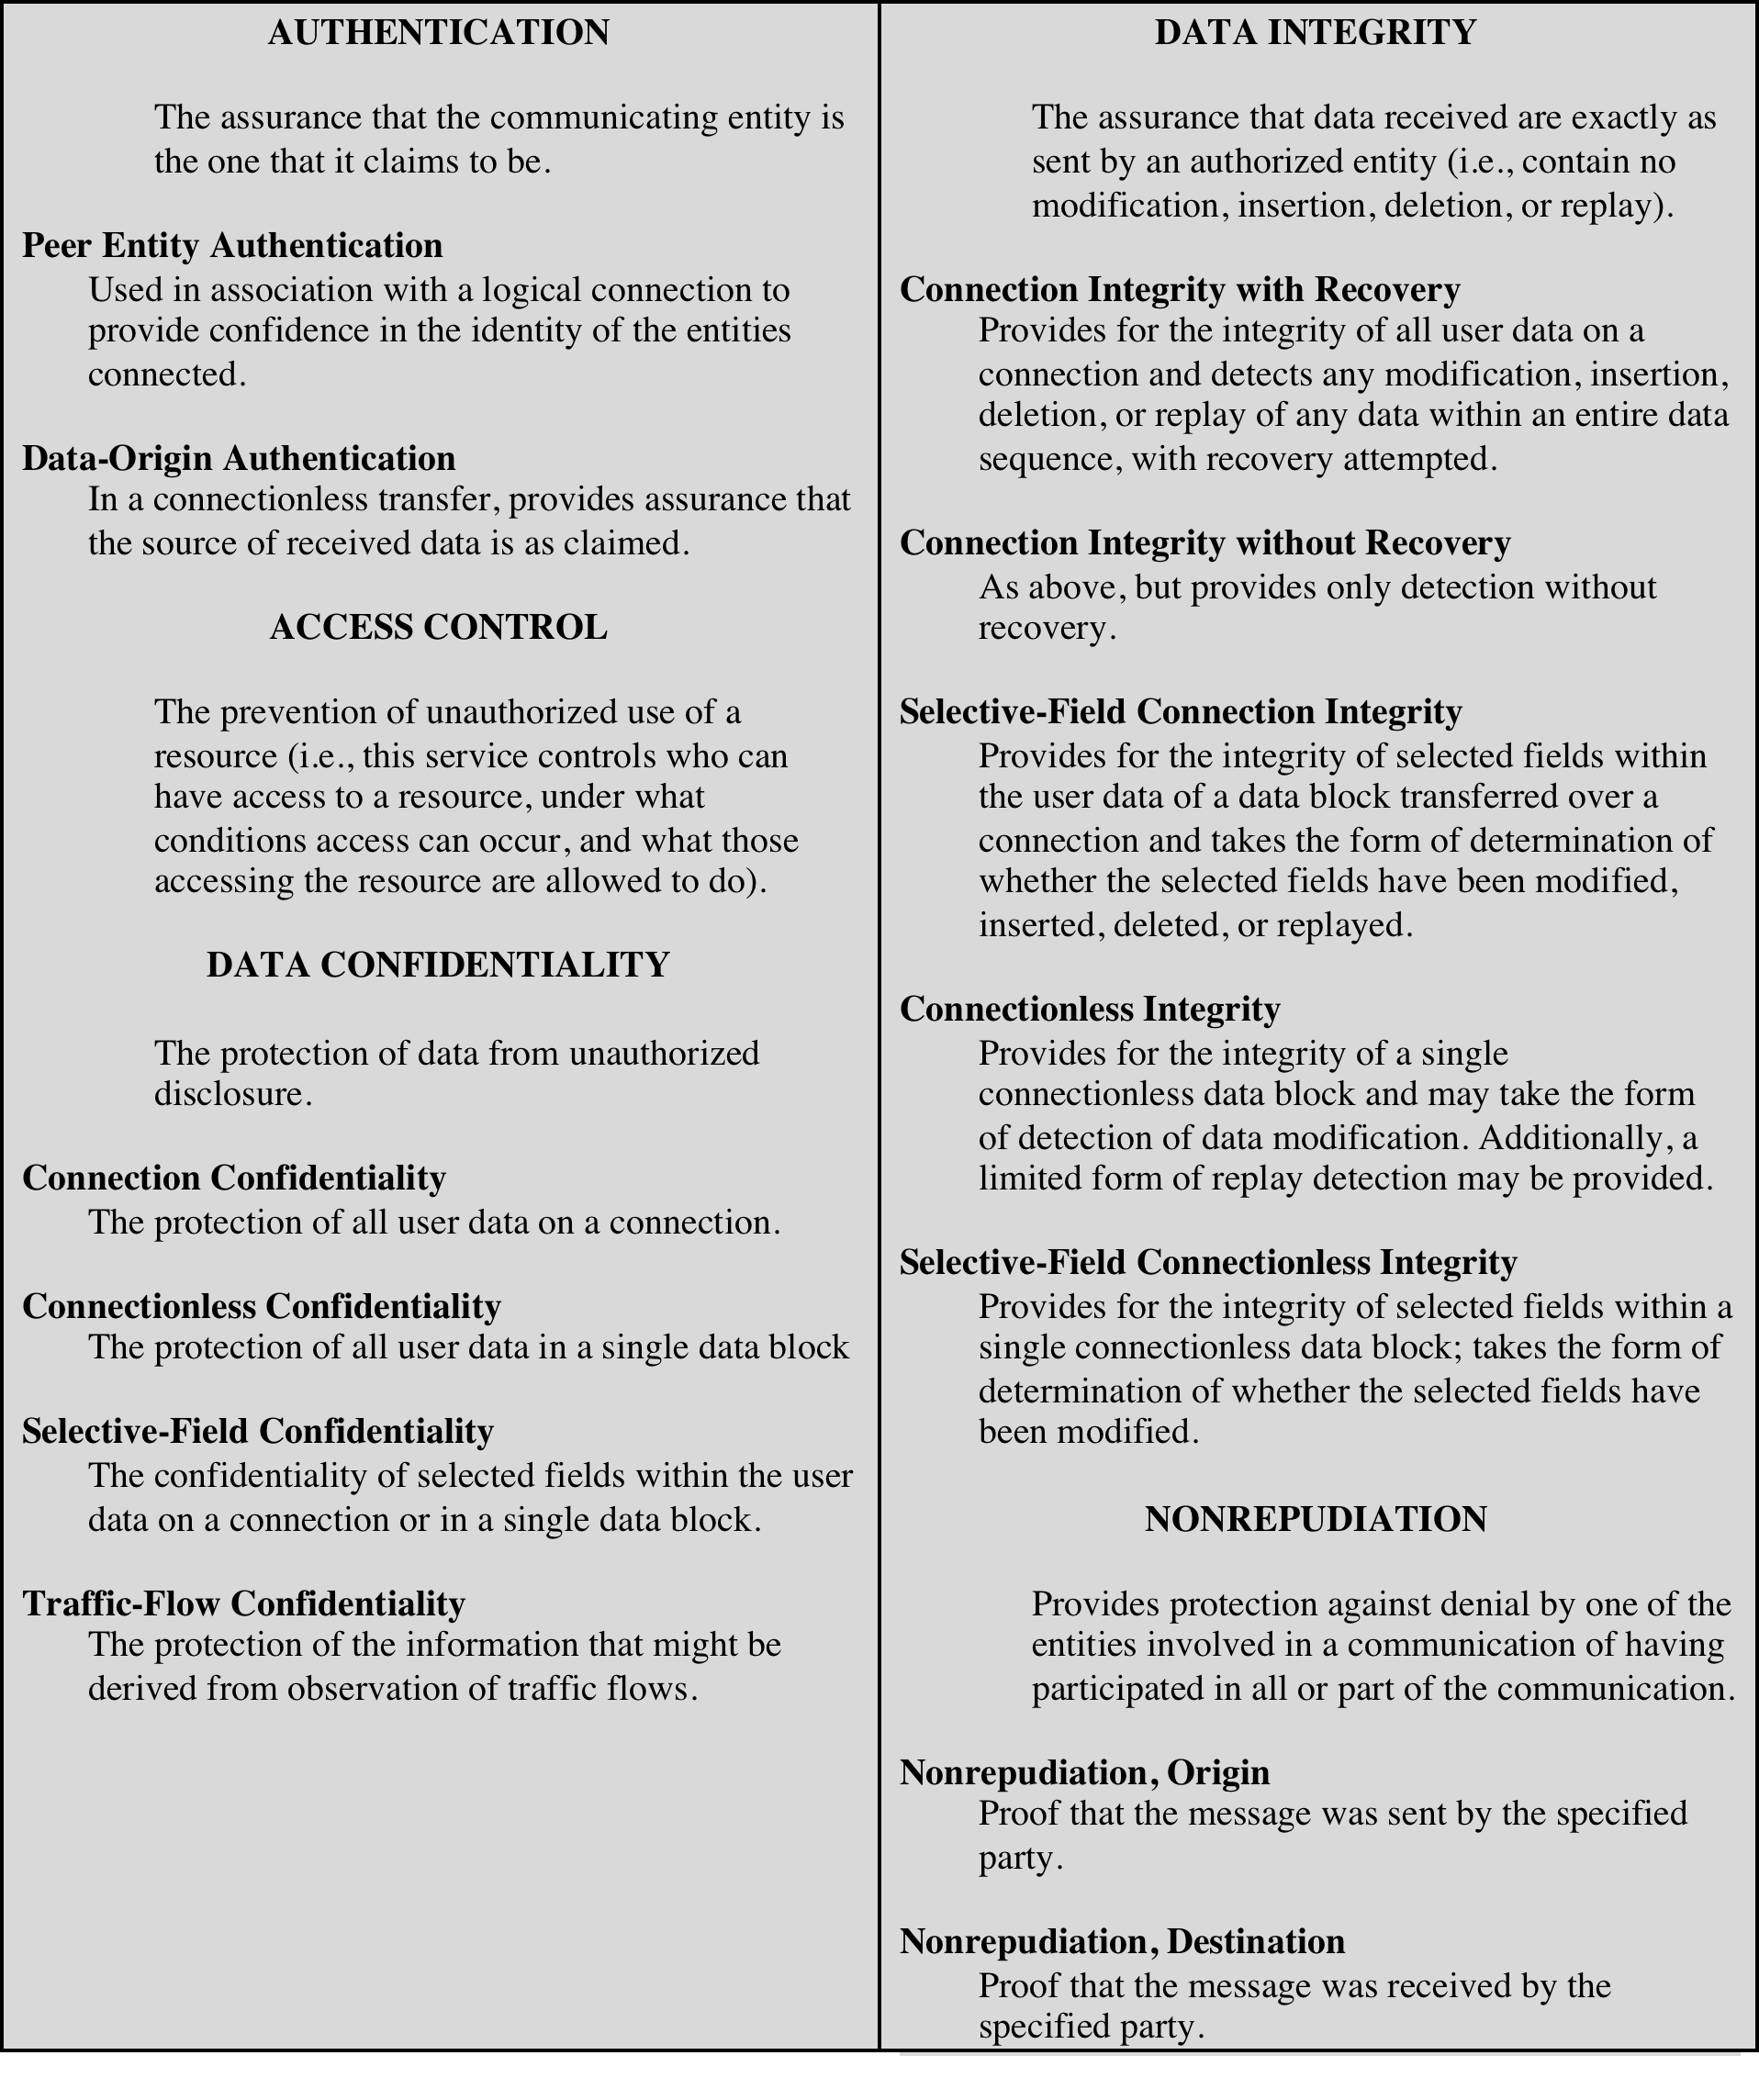 AUTHENTICATION
The assurance that the communicating entity is
the one that it claims to be.
Peer Entity Authentication
Used in association with a logical connection to
provide confidence in the identity of the entities
connected.
Data-Origin Authentication
In a connectionless transfer, provides assurance that
the source of received data is as claimed.
ACCESS CONTROL
The prevention of unauthorized use of a
resource (i.e., this service controls who can
have access to a resource, under what
conditions access can occur, and what those
accessing the resource are allowed to do).
DATA CONFIDENTIALITY
The protection of data from unauthorized
disclosure.
Connection Confidentiality
The protection of all user data on a connection.
Connectionless Confidentiality
The protection of all user data in a single data block
Selective-Field Confidentiality
The confidentiality of selected fields within the user
data on a connection or in a single data block.
Traffic-Flow Confidentiality
The protection of the information that might be
derived from observation of traffic flows.
DATA INTEGRITY
The assurance that data received are exactly as
sent by an authorized entity (i.e., contain no
modification, insertion, deletion, or replay).
Connection Integrity with Recovery
Provides for the integrity of all user data on a
connection and detects any modification, insertion,
deletion, or replay of any data within an entire data
sequence, with recovery attempted.
Connection Integrity without Recovery
As above, but provides only detection without
recovery.
Selective-Field Connection Integrity
Provides for the integrity of selected fields within
the user data of a data block transferred over a
connection and takes the form of determination of
whether the selected fields have been modified,
inserted, deleted, or replayed.
Connectionless Integrity
Provides for the integrity of a single
connectionless data block and may take the form
of detection of data modification. Additionally, a
limited form of replay detection may be provided.
Selective-Field Connectionless Integrity
Provides for the integrity of selected fields within a
single connectionless data block; takes the form of
determination of whether the selected fields have
been modified.
NONREPUDIATION
Provides protection against denial by one of the
entities involved in a communication of having
participated in all or part of the communication.
Nonrepudiation, Origin
Proof that the message was sent by the specified
party.
Nonrepudiation, Destination
Proof that the message was received by the
specified party.